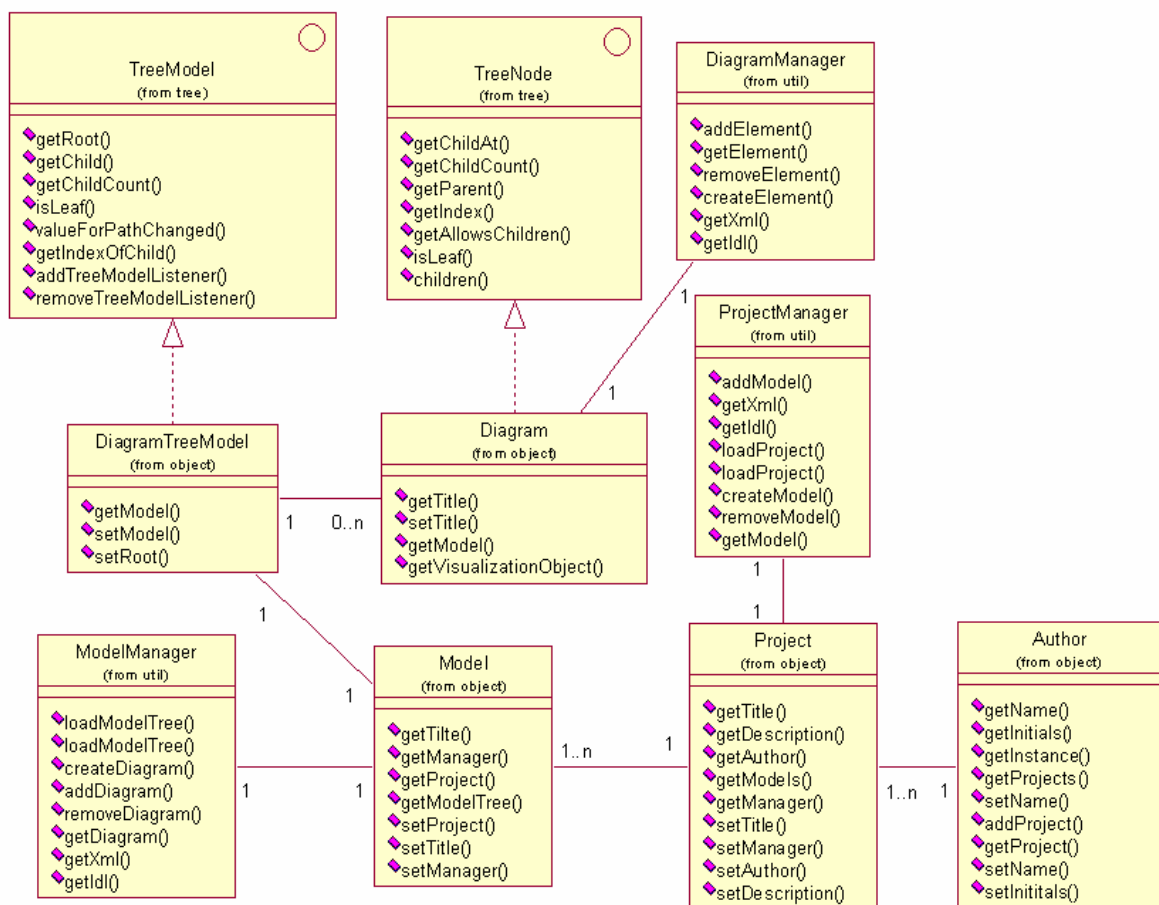 TreeModel
(from tree)
getRoot()
getChild()
getChildCount()
isLeaf()
valueForPathChanged()
getIndexOfChild()
addTreeModelListener()
removeTreeModelListener()
TreeNode
(from tree)
getChildAt()
getChildCount()
getParent()
getIndex()
getAllowsChildren()
isLeaf()
children()
DiagramManager
(from util)
addElement()
getElement()
removeElement()
createElement()
getXml()
getIdl()
1
1
ProjectManager
(from util)
addModel()
getXml()
getIdl()
loadProject()
loadProject()
createModel()
removeModel()
getModel()
DiagramTreeModel
(from object)
getModel()
setModel()
setRoot()
1
0..n
Diagram
(from object)
getTitle()
setTitle()
getModel()
getVisualizationObject()
1
1
1
1
ModelManager
(from util)
loadModelTree()
loadModelTree()
createDiagram()
addDiagram()
removeDiagram()
getDiagram()
getXml()
getIdl()
1
1
Model
(from object)
getTilte()
getManager()
getProject()
getModelTree()
setProject()
setTitle()
setManager()
1..n
1
Project
(from object)
getTitle()
getDescription()
getAuthor()
getModels()
getManager()
setTitle()
setManager()
setAuthor()
setDescription()
1..n
1
Author
(from object)
getName()
getInitials()
getInstance()
getProjects()
setName()
addProject()
getProject()
setName()
setInititals()